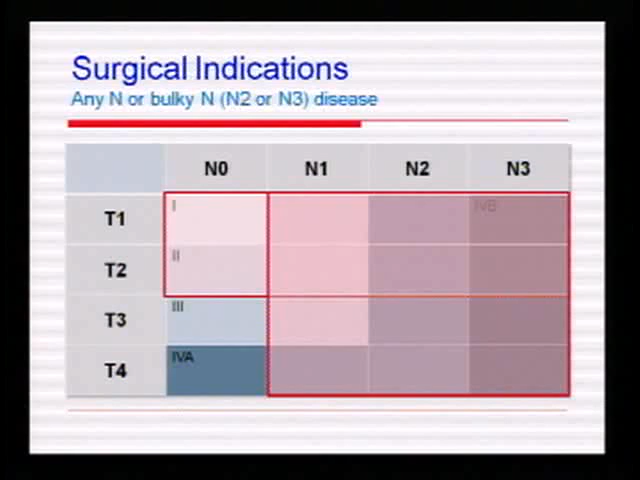 Surgical Indications
Any N or bulky N (N2 or N3) disease
N0 N1 N2 N3
T1 I IVB
T2 II
T3 III
T4 IVA